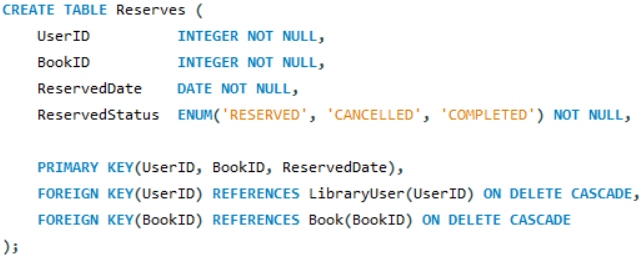 CREATE TABLE Reserves (
    UserID          INTEGER NOT NULL,
    BookID          INTEGER NOT NULL,
    ReservedDate    DATE NOT NULL,
    ReservedStatus  ENUM('RESERVED', 'CANCELLED', 'COMPLETED') NOT NULL,

    PRIMARY KEY(UserID, BookID, ReservedDate),
    FOREIGN KEY(UserID) REFERENCES LibraryUser(UserID) ON DELETE CASCADE,
    FOREIGN KEY(BookID) REFERENCES Book(BookID) ON DELETE CASCADE
);